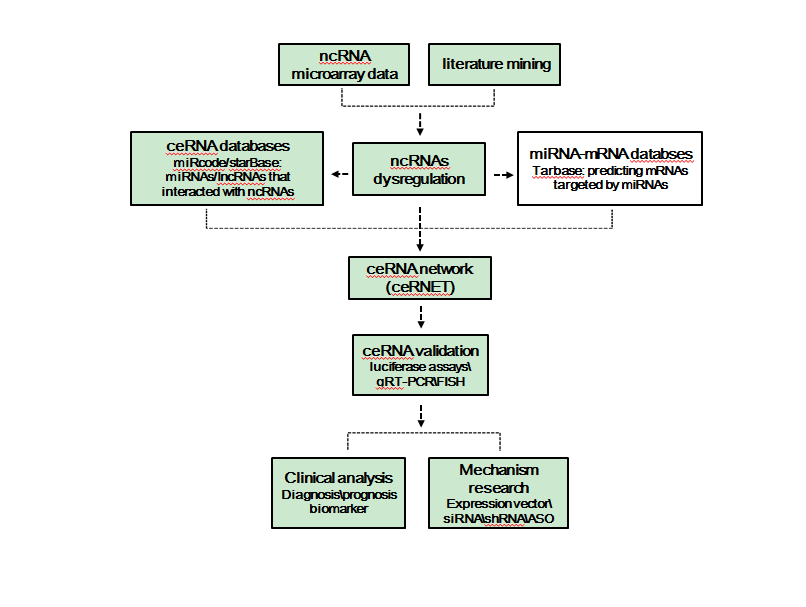 ncRNA
microarray data
literature mining
ceRNA databases
miRcode/starBase:
miRNAs/lncRNAs that
interacted with ncRNAs
ncRNAs
dysregulation
miRNA-mRNA databses
Tarbase: predicting mRNAs
targeted by miRNAs
ceRNA network
(ceRNET)
ceRNA validation
luciferase assays\
qRT-PCR\FISH
Clinical analysis
Diagnosis\prognosis
biomarker
Mechanism
research
Expression vector\
siRNA\shRNA\ASO